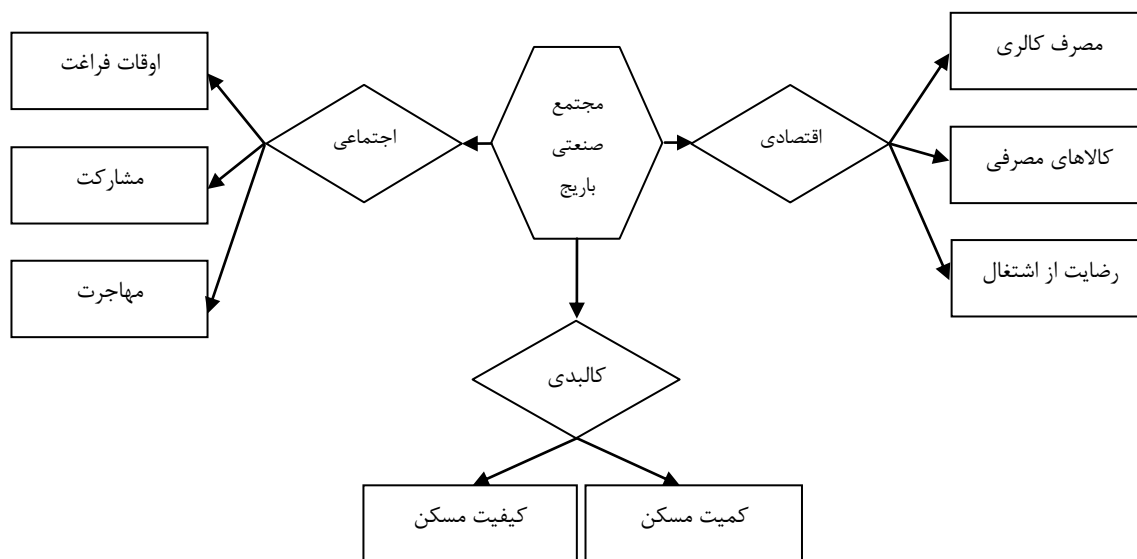 مصرف کالری
اوقات فراغت
مجتمع
صنعتی
باریج
اقتصادی
اجتماعی
کالاهای مصرفی
مشارکت
رضایت از اشتغال
مهاجرت
کالبدی
کمیت مسکن
کیفیت مسکن